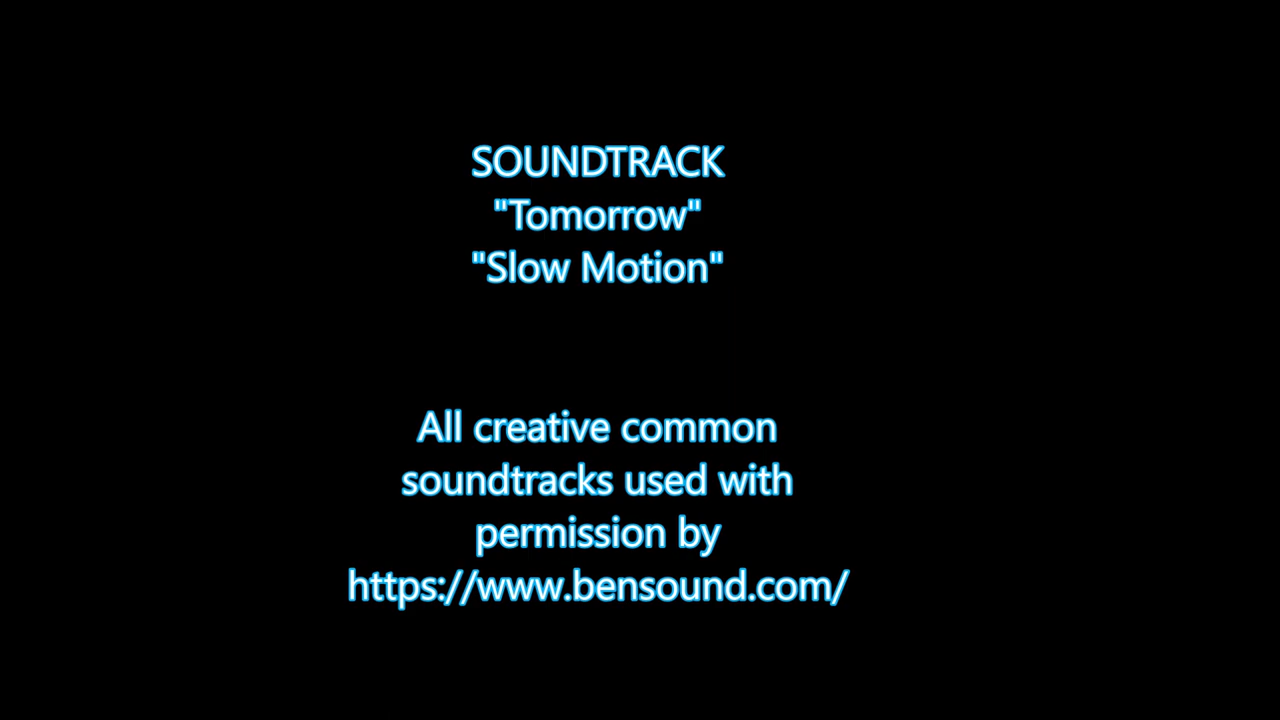 SOUNDTRACK
"Tomorrow"
"Slow Motion"
All creative common
soundtracks used with
permission by
https://www.bensound.com/